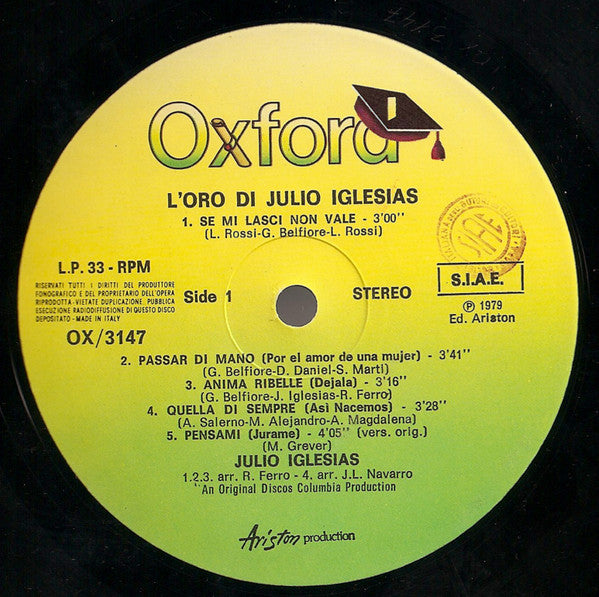 Oxford
L'ORO DI JULIO IGLESIAS
1. SE MI LASCI NON VALE - 3'00"
(L. Rossi-G. Belfiore-L. Rossi)
L.P. 33 - RPM
RISERVATI TUTTI I DIRITTI DEL PRODUTTORE
FONOGRAFICO E DEL PROPRIETARIO DELL'OPERA
RIPRODOTTA - VIETATE DUPLICAZIONE, PUBBLICA
ESECUZIONE RADIODIFFUSIONE DI QUESTO DISCO
DEPOSITATO - MADE IN ITALY
OX/3147
Side 1
STEREO
SIAE
S.I.A.E.
℗ 1979
Ed. Ariston
2. PASSAR DI MANO (Por el amor de una mujer) - 3'41"
(G. Belfiore-D. Daniel-S. Marti)
3. ANIMA RIBELLE (Dejala) - 3'16"
(G. Belfiore-J. Iglesias-R. Ferro)
4. QUELLA DI SEMPRE (Asi Nacemos) - 3'28"
(A. Salerno-M. Alejandro-A. Magdalena)
5. PENSAMI (Jurame) - 4'05" (vers. orig.)
(M. Grever)
JULIO IGLESIAS
1.2.3. arr. R. Ferro - 4. arr. J.L. Navarro
"An Original Discos Columbia Production
Ariston production